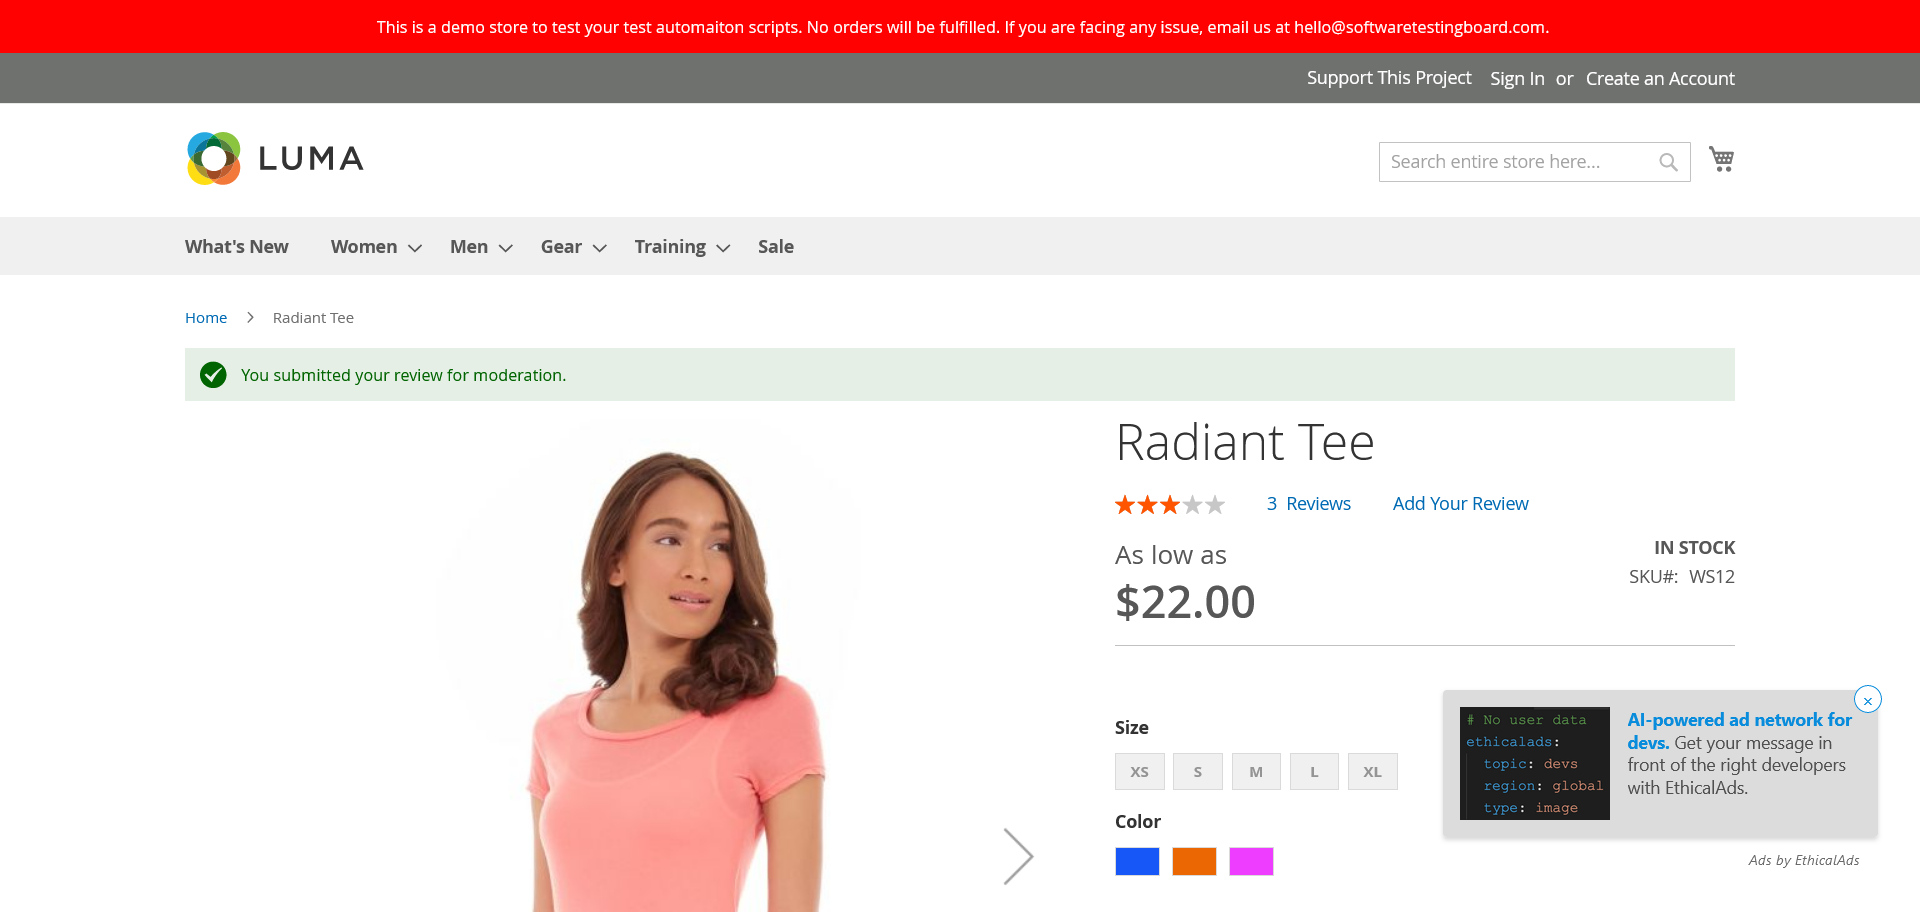 This is a demo store to test your test automaiton scripts. No orders will be fulfilled. If you are facing any issue, email us at hello@softwaretestingboard.com.
Support This Project Sign In or Create an Account
LUMA
Search entire store here...
What's New Women Men Gear Training Sale
Home Radiant Tee
You submitted your review for moderation.
Radiant Tee
3 Reviews Add Your Review
As low as
$22.00
IN STOCK
SKU#: WS12
Size
XS S M L XL
Color
# No user data
ethicalads:
topic: devs
region: global
type: image
AI-powered ad network for
devs. Get your message in
front of the right developers
with EthicalAds.
Ads by EthicalAds